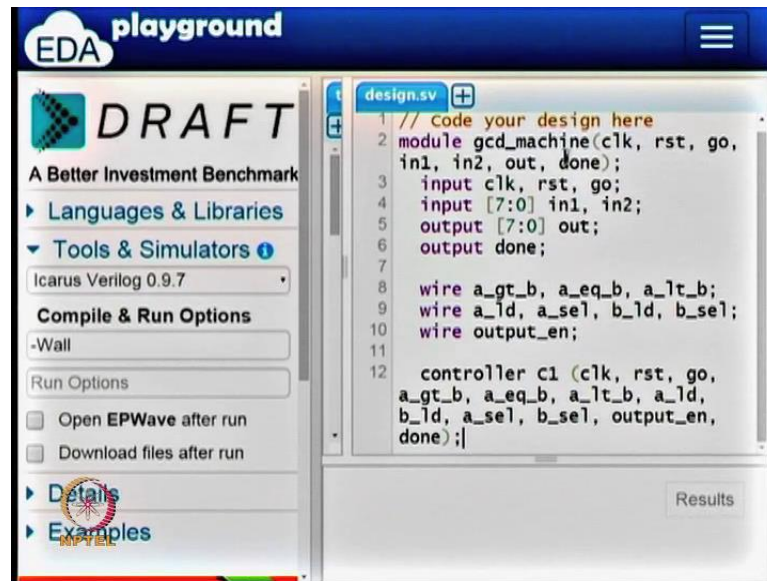 EDA playground
DRAFT
A Better Investment Benchmark
Languages & Libraries
Tools & Simulators
Icarus Verilog 0.9.7
Compile & Run Options
-Wall
Run Options
Open EPWave after run
Download files after run
Details
Examples
NPTEL
t
design.sv
1 // Code your design here
2 module gcd_machine(clk, rst, go,
in1, in2, out, done);
3 input clk, rst, go;
4 input [7:0] in1, in2;
5 output [7:0] out;
6 output done;
7
8 wire a_gt_b, a_eq_b, a_lt_b;
9 wire a_ld, a_sel, b_ld, b_sel;
10 wire output_en;
11
12 controller C1 (clk, rst, go,
a_gt_b, a_eq_b, a_lt_b, a_ld,
b_ld, a_sel, b_sel, output_en,
done);
Results